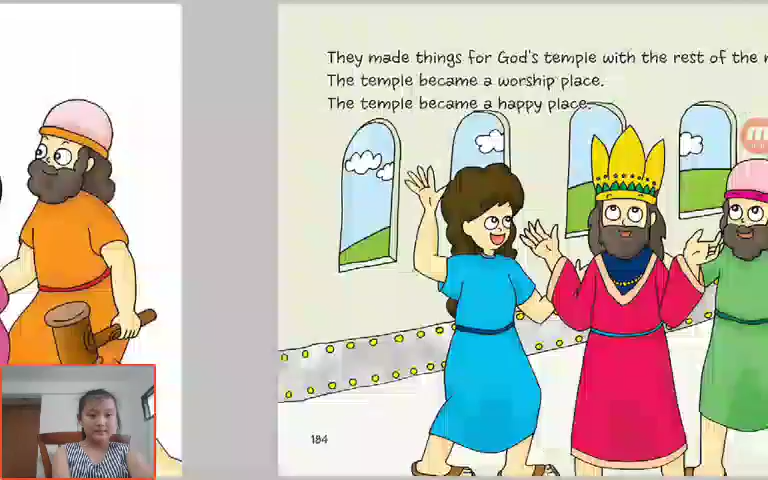 They made things for God's temple with the rest of the
The temple became a worship place.
The temple became a happy place.
184